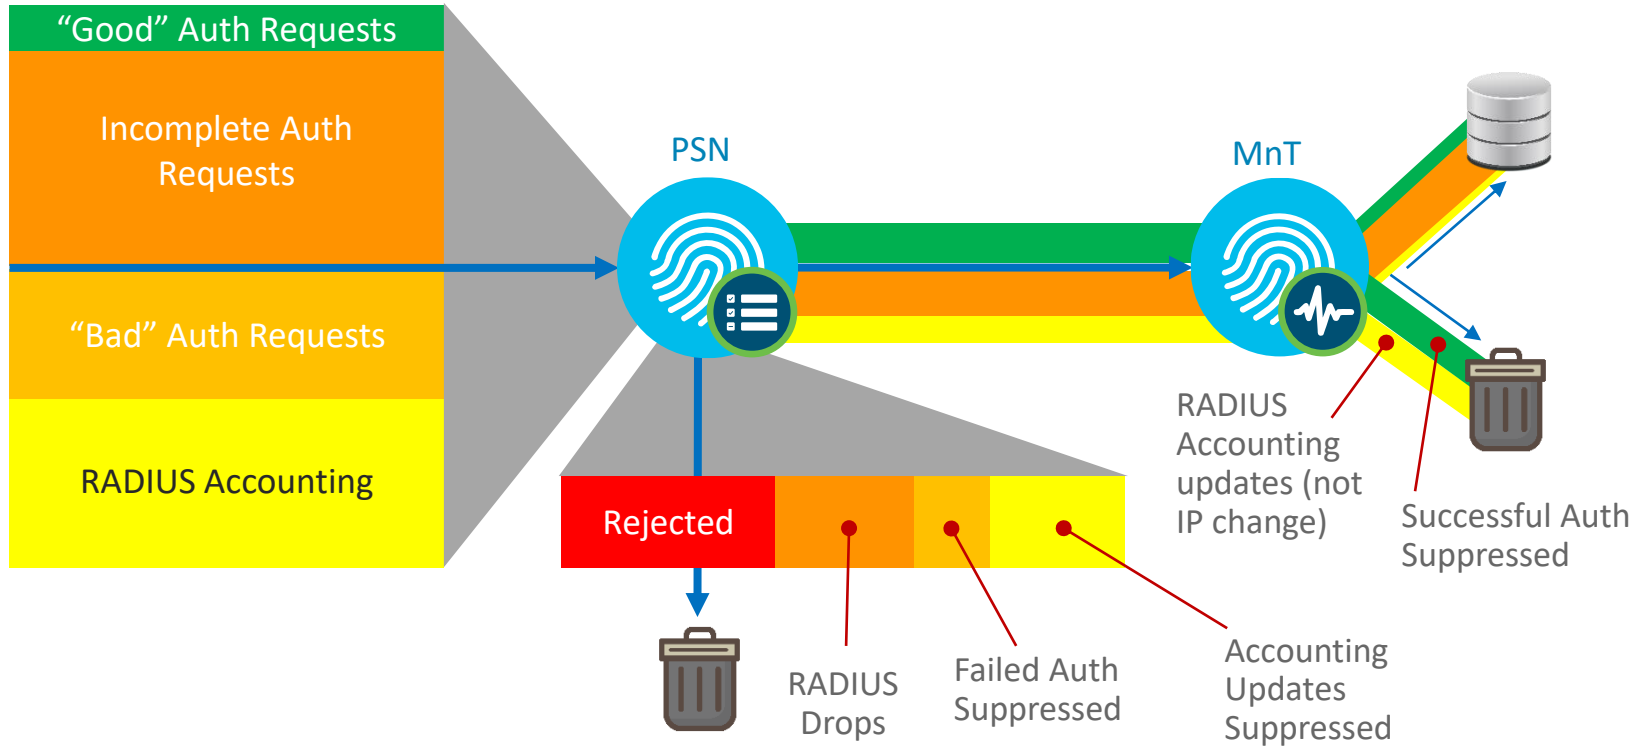 “Good” Auth Requests
Incomplete Auth
Requests
“Bad” Auth Requests
RADIUS Accounting
PSN
MnT
Rejected
RADIUS
Drops
Failed Auth
Suppressed
Accounting
Updates
Suppressed
RADIUS
Accounting
updates (not
IP change)
Successful Auth
Suppressed